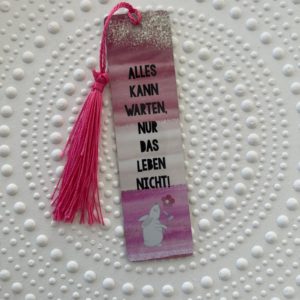 ALLES
KANN
WARTEN,
NUR
DAS
LEBEN
NICHT!